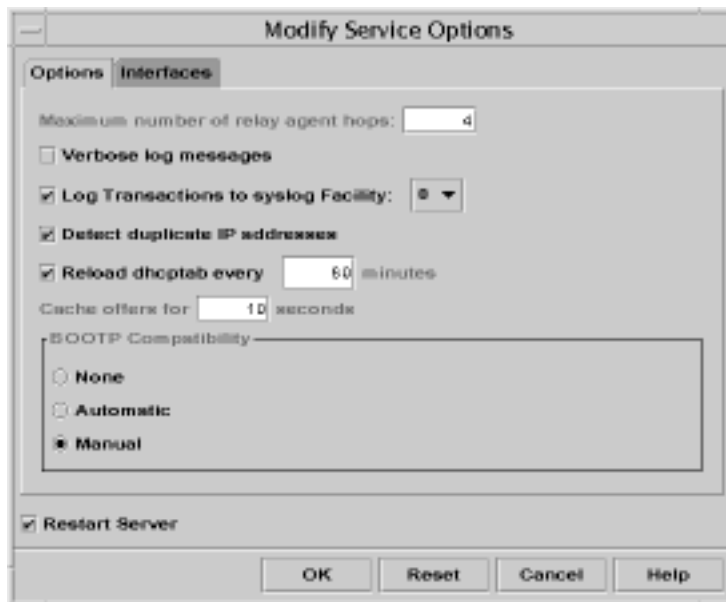 Modify Service Options
Options Interfaces
Maximum number of relay agent hops: 4
Verbose log messages
Log Transactions to syslog Facility: 0
Detect duplicate IP addresses
Reload dhcptab every 60 minutes
Cache offers for 10 seconds
BOOTP Compatibility
None
Automatic
Manual
Restart Server
OK Reset Cancel Help